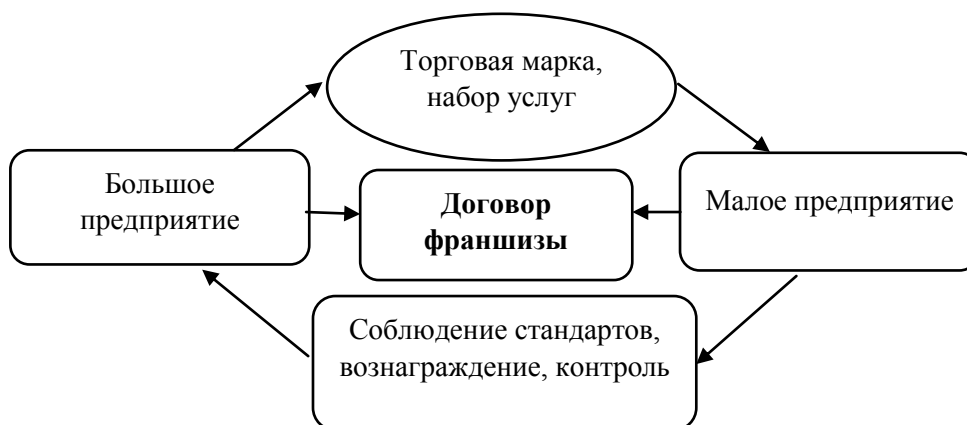 Торговая марка,
набор услуг
Большое
предприятие
Договор
франшизы
Малое предприятие
Соблюдение стандартов,
вознаграждение, контроль